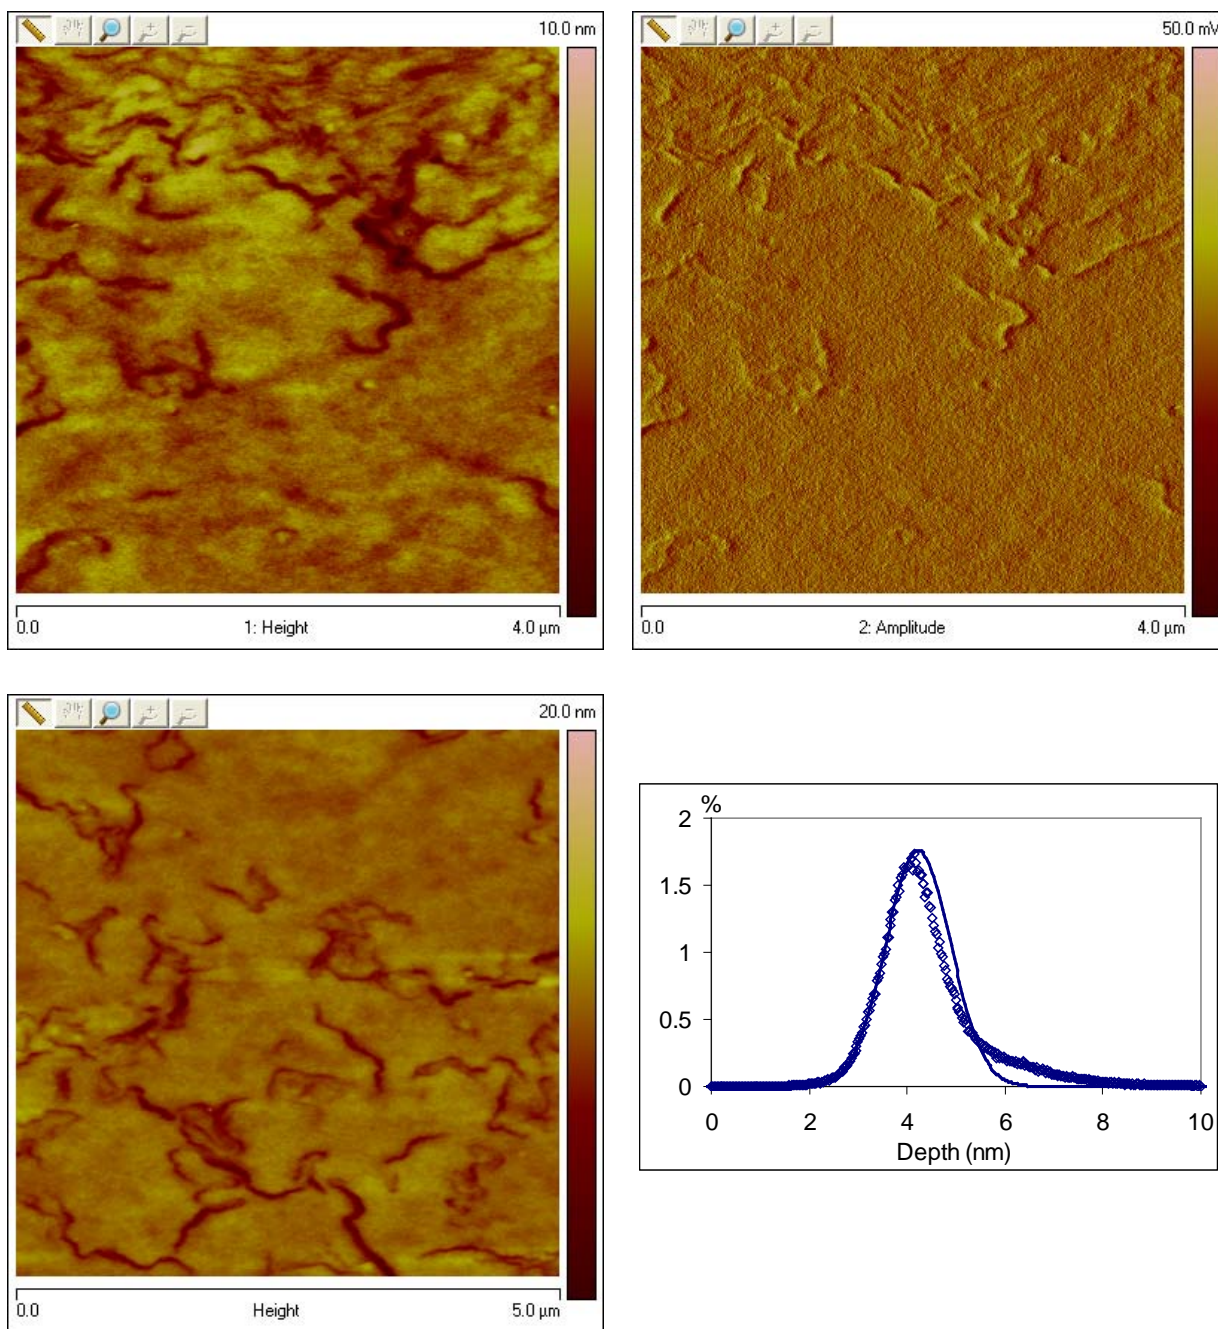 10.0 nm
0.0 1: Height 4.0 µm
50.0 mV
0.0 2: Amplitude 4.0 µm
20.0 nm
0.0 Height 5.0 µm
%
2
1.5
1
0.5
0
0 2 4 6 8 10
Depth (nm)